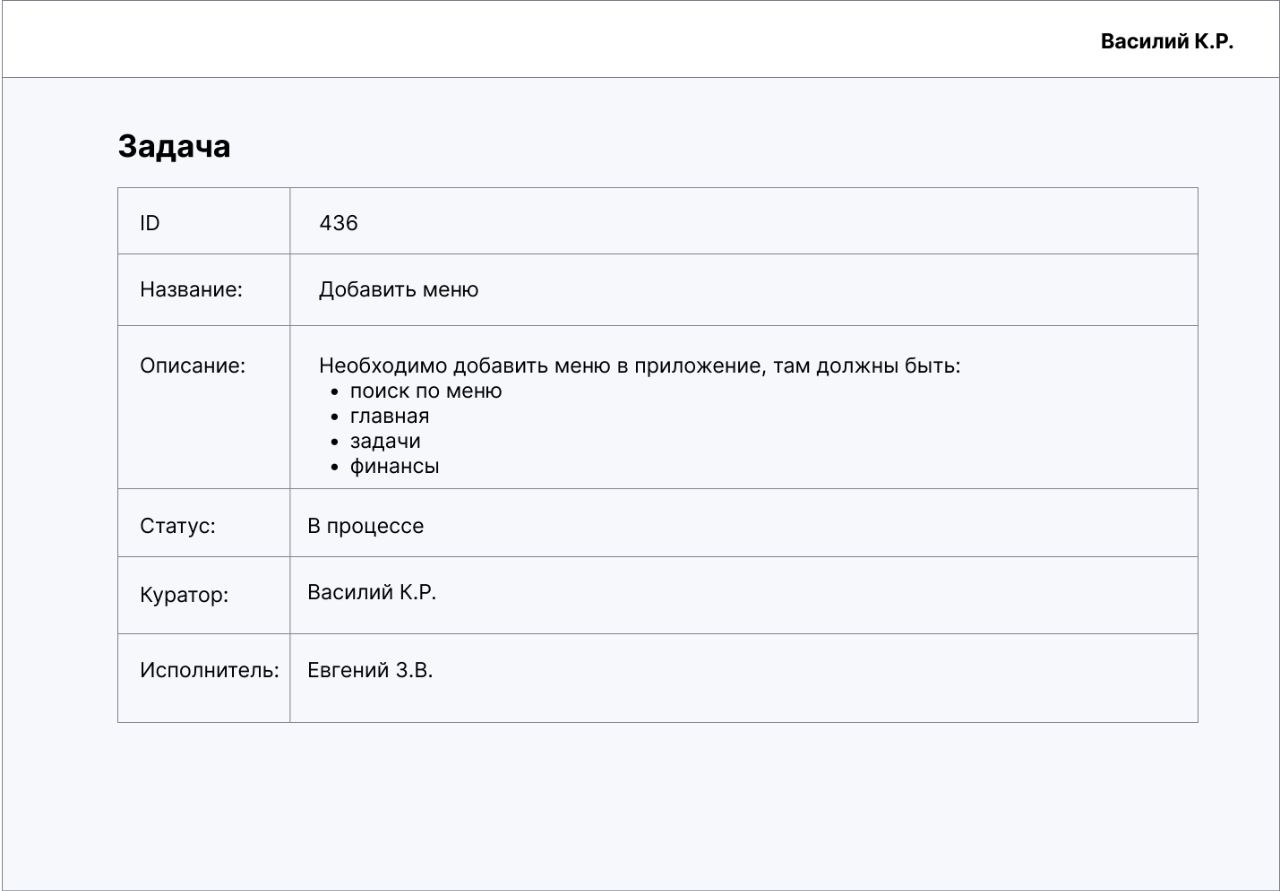 Василий К.Р.
Задача
ID
436
Название:
Добавить меню
Описание:
Необходимо добавить меню в приложение, там должны быть:
• поиск по меню
• главная
• задачи
• финансы
Статус:
В процессе
Куратор:
Василий К.Р.
Исполнитель:
Евгений З.В.